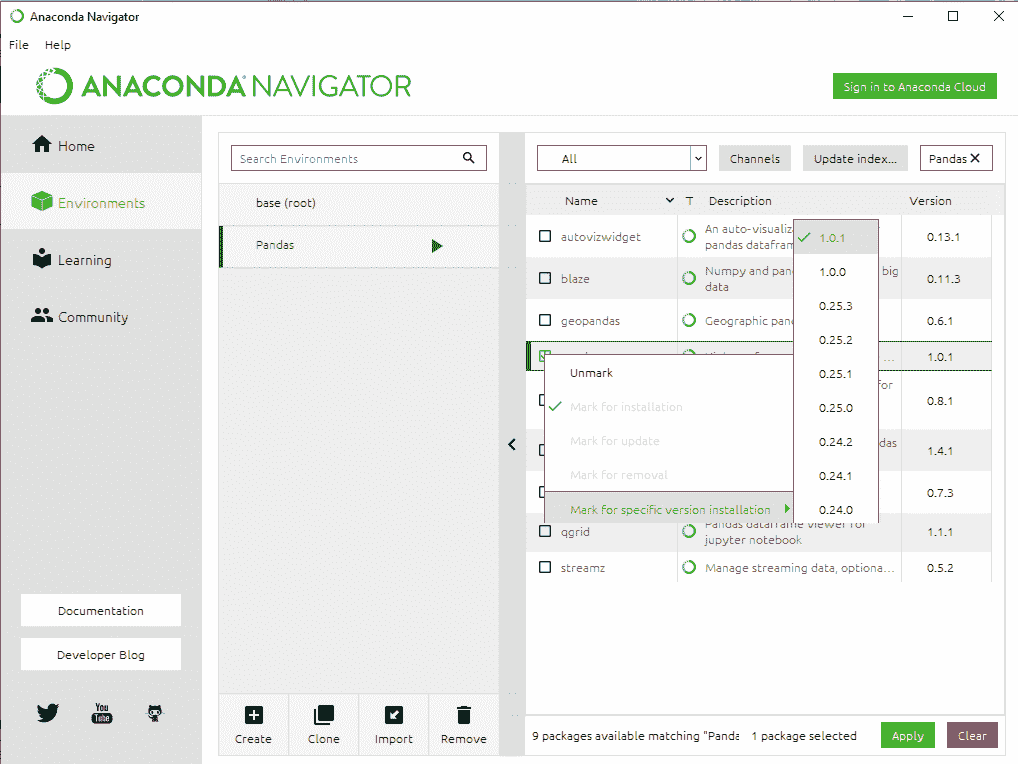 Anaconda Navigator
File Help
ANACONDA NAVIGATOR
Sign in to Anaconda Cloud
Home
Environments
Learning
Community
Documentation
Developer Blog
You
Tube
Search Environments
base (root)
Pandas
Create Clone Import Remove
All Channels Update index... Pandas
Name T Description Version
autovizwidget An auto-visualiz 0.13.1
pandas datafram
blaze Numpy and pan big 0.11.3
data
geopandas Geographic pan 0.6.1
... 1.0.1
for
0.8.1
das
1.4.1
0.7.3
qgrid Pandas dataframe viewer for 1.1.1
jupyter notebook
streamz Manage streaming data, optiona... 0.5.2
Unmark
Mark for installation
Mark for update
Mark for removal
Mark for specific version installation
1.0.1
1.0.0
0.25.3
0.25.2
0.25.1
0.25.0
0.24.2
0.24.1
0.24.0
9 packages available matching "Panda 1 package selected Apply Clear